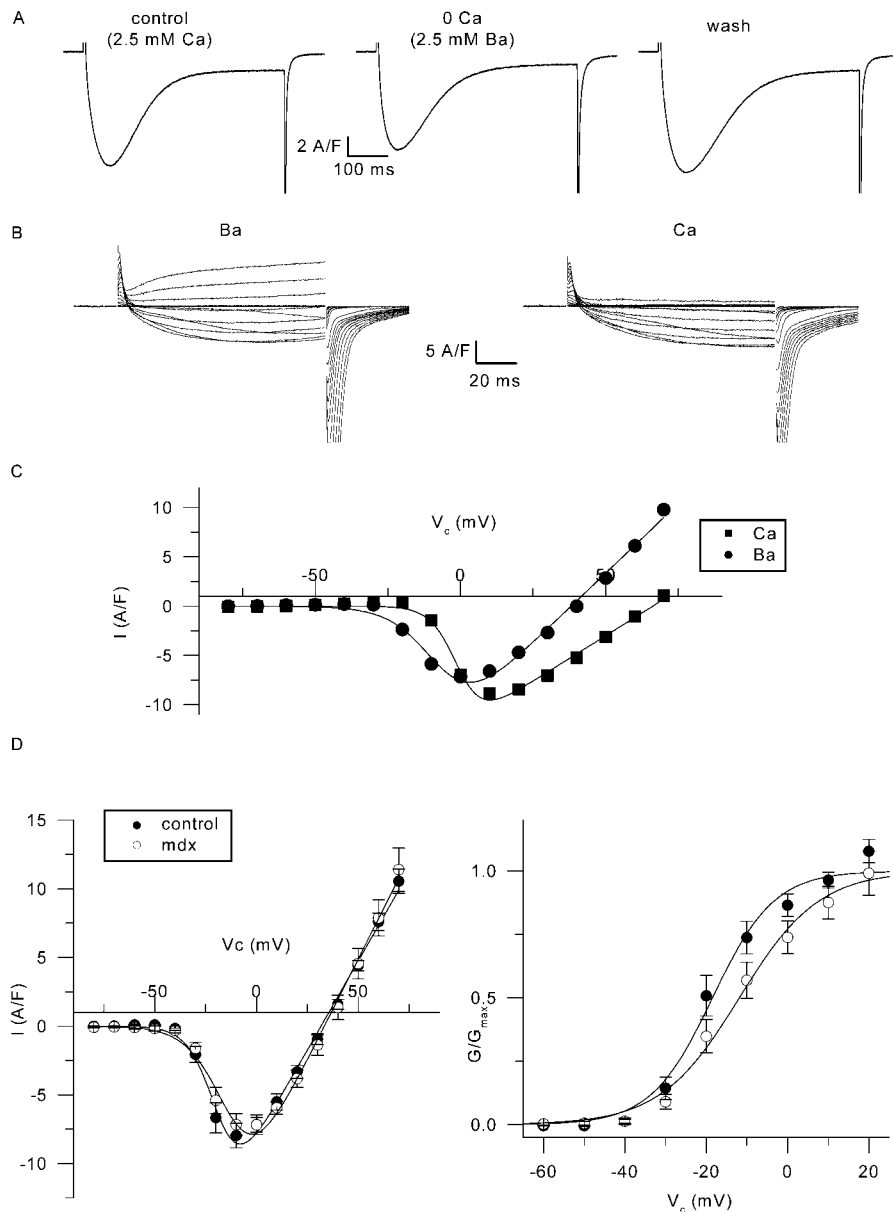 A
control
(2.5 mM Ca)
0 Ca
(2.5 mM Ba)
wash
2 A/F
100 ms
B
Ba
Ca
5 A/F
20 ms
C
10
5
0
-5
-10
I (A/F)
V_c (mV)
-50
0
50
Ca
Ba
D
control
mdx
15
10
5
0
-5
-10
I (A/F)
Vc (mV)
-50
0
50
1.0
0.5
0.0
G/G_max.
-60
-40
-20
0
20
V_c (mV)